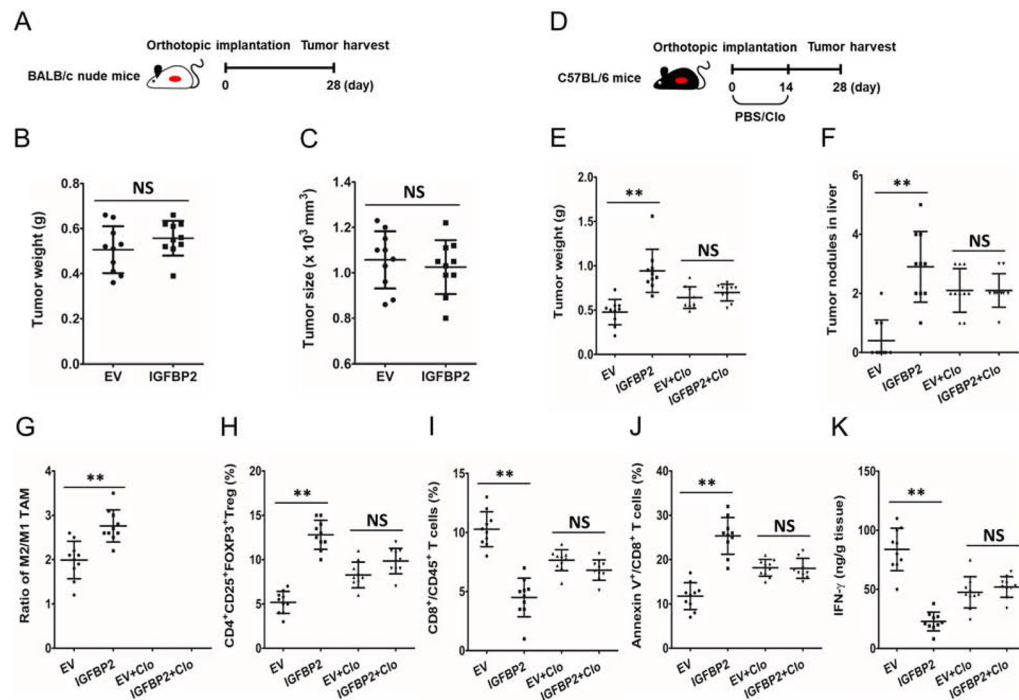 A
Orthotopic implantation Tumor harvest
BALB/c nude mice
0 28 (day)
D
Orthotopic implantation Tumor harvest
C57BL/6 mice
0 14 28 (day)
PBS/Clo
B
NS
Tumor weight (g)
0.8
0.6
0.4
0.2
0.0
EV IGFBP2
C
NS
Tumor size (x 10³ mm³)
1.4
1.2
1.0
0.8
0.6
EV IGFBP2
E
**
NS
Tumor weight (g)
2.0
1.5
1.0
0.5
0.0
EV IGFBP2 EV+Clo IGFBP2+Clo
F
**
NS
Tumor nodules in liver
6
4
2
0
EV IGFBP2 EV+Clo IGFBP2+Clo
G
**
Ratio of M2/M1 TAM
4
3
2
1
0
EV IGFBP2 EV+Clo IGFBP2+Clo
H
**
NS
CD4⁺CD25⁺FOXP3⁺Treg (%)
20
15
10
5
0
EV IGFBP2 EV+Clo IGFBP2+Clo
I
**
NS
CD8⁺/CD45⁺ T cells (%)
15
10
5
0
EV IGFBP2 EV+Clo IGFBP2+Clo
J
**
NS
Annexin V⁺/CD8⁺ T cells (%)
40
30
20
10
0
EV IGFBP2 EV+Clo IGFBP2+Clo
K
**
NS
IFN-γ (ng/g tissue)
150
100
50
0
EV IGFBP2 EV+Clo IGFBP2+Clo